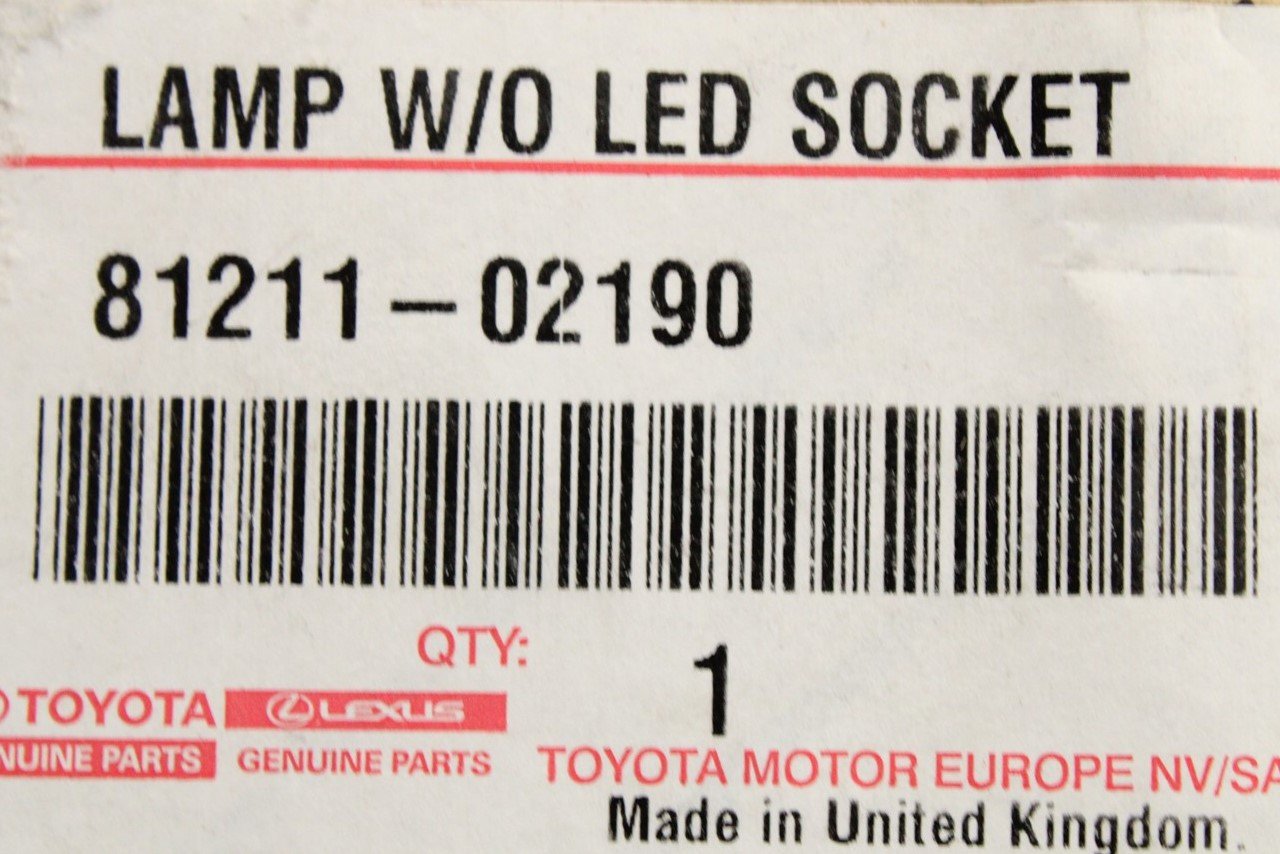 LAMP W/O LED SOCKET
81211-02190
QTY: 1
TOYOTA LEXUS
NUINE PARTS GENUINE PARTS
TOYOTA MOTOR EUROPE NV/SA
Made in United Kingdom.